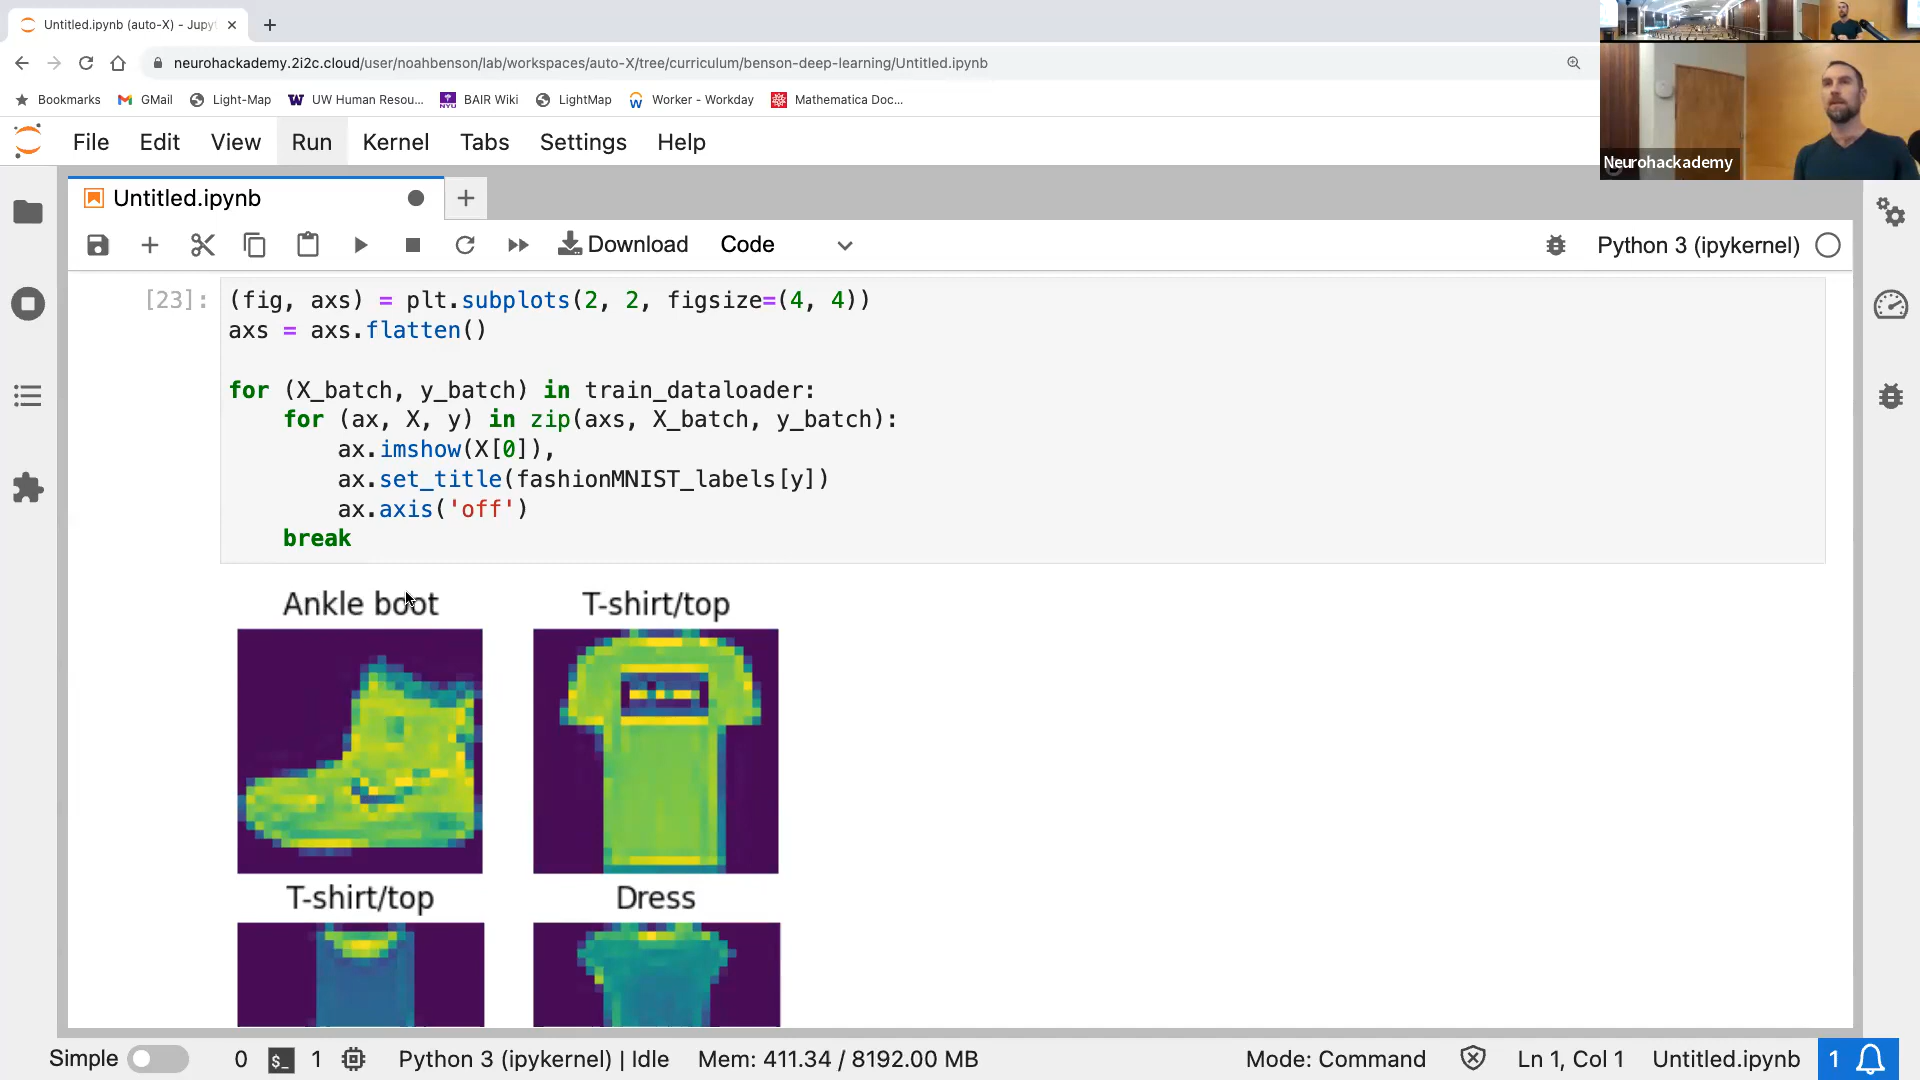 Untitled.ipynb (auto-X) - Jupyt
neurohackademy.2i2c.cloud/user/noahbenson/lab/workspaces/auto-X/tree/curriculum/benson-deep-learning/Untitled.ipynb
Bookmarks GMail Light-Map UW Human Resou... BAIR Wiki LightMap Worker - Workday Mathematica Doc...
File Edit View Run Kernel Tabs Settings Help
Neurohackademy
Untitled.ipynb
Download Code Python 3 (ipykernel)
[23]: (fig, axs) = plt.subplots(2, 2, figsize=(4, 4))
axs = axs.flatten()
for (X_batch, y_batch) in train_dataloader:
    for (ax, X, y) in zip(axs, X_batch, y_batch):
        ax.imshow(X[0]),
        ax.set_title(fashionMNIST_labels[y])
        ax.axis('off')
    break
Ankle boot T-shirt/top
T-shirt/top Dress
Simple 0 $_ 1 Python 3 (ipykernel) | Idle Mem: 411.34 / 8192.00 MB Mode: Command Ln 1, Col 1 Untitled.ipynb 1